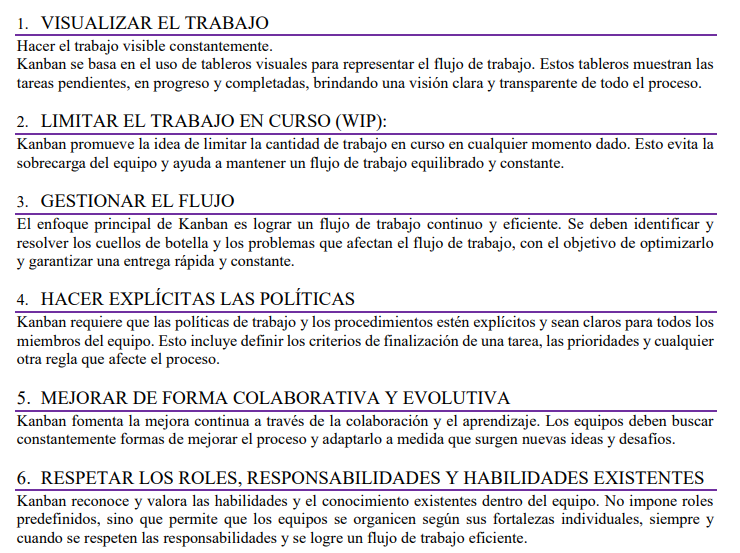 1. VISUALIZAR EL TRABAJO
Hacer el trabajo visible constantemente.
Kanban se basa en el uso de tableros visuales para representar el flujo de trabajo. Estos tableros muestran las
tareas pendientes, en progreso y completadas, brindando una visión clara y transparente de todo el proceso.
2. LIMITAR EL TRABAJO EN CURSO (WIP):
Kanban promueve la idea de limitar la cantidad de trabajo en curso en cualquier momento dado. Esto evita la
sobrecarga del equipo y ayuda a mantener un flujo de trabajo equilibrado y constante.
3. GESTIONAR EL FLUJO
El enfoque principal de Kanban es lograr un flujo de trabajo continuo y eficiente. Se deben identificar y
resolver los cuellos de botella y los problemas que afectan el flujo de trabajo, con el objetivo de optimizarlo
y garantizar una entrega rápida y constante.
4. HACER EXPLÍCITAS LAS POLÍTICAS
Kanban requiere que las políticas de trabajo y los procedimientos estén explícitos y sean claros para todos los
miembros del equipo. Esto incluye definir los criterios de finalización de una tarea, las prioridades y cualquier
otra regla que afecte el proceso.
5. MEJORAR DE FORMA COLABORATIVA Y EVOLUTIVA
Kanban fomenta la mejora continua a través de la colaboración y el aprendizaje. Los equipos deben buscar
constantemente formas de mejorar el proceso y adaptarlo a medida que surgen nuevas ideas y desafíos.
6. RESPETAR LOS ROLES, RESPONSABILIDADES Y HABILIDADES EXISTENTES
Kanban reconoce y valora las habilidades y el conocimiento existentes dentro del equipo. No impone roles
predefinidos, sino que permite que los equipos se organicen según sus fortalezas individuales, siempre y
cuando se respeten las responsabilidades y se logre un flujo de trabajo eficiente.